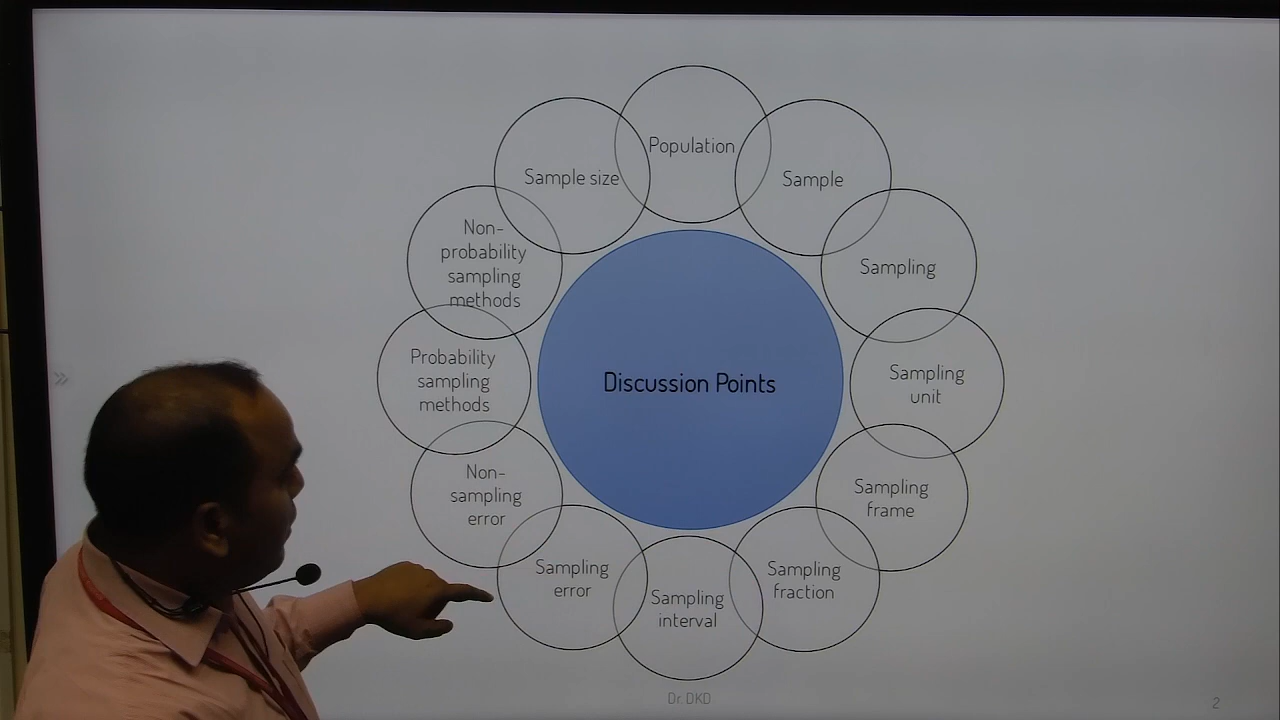 Population
Sample
Sampling
Sampling
unit
Sampling
frame
Sampling
fraction
Sampling
interval
Sampling
error
Non-
sampling
error
Probability
sampling
methods
Non-
probability
sampling
methods
Sample size
Discussion Points
Dr. DKD
2